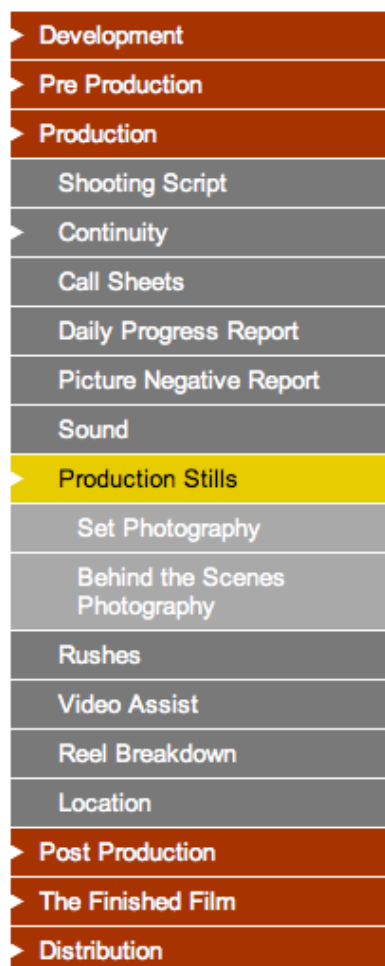 Development
Pre Production
Production
Shooting Script
Continuity
Call Sheets
Daily Progress Report
Picture Negative Report
Sound
Production Stills
Set Photography
Behind the Scenes
Photography
Rushes
Video Assist
Reel Breakdown
Location
Post Production
The Finished Film
Distribution